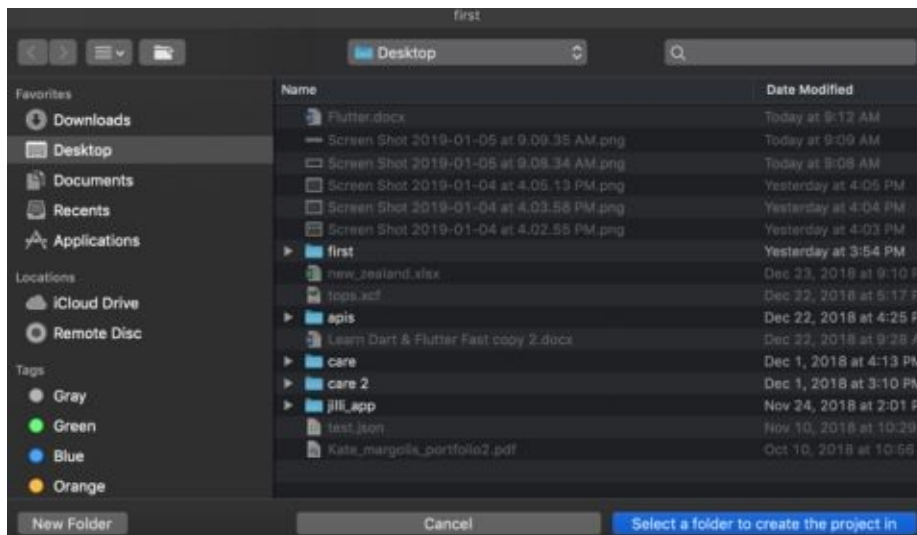 first
Desktop
Name Date Modified
Favorites
Downloads
Desktop
Documents
Recents
Applications
Locations
iCloud Drive
Remote Disc
Tags
Gray
Green
Blue
Orange
Flutter.docx Today at 9:12 AM
Screen Shot 2019-01-05 at 9.09.35 AM.png Today at 9:09 AM
Screen Shot 2019-01-05 at 9.08.34 AM.png Today at 9:08 AM
Screen Shot 2019-01-04 at 4.05.13 PM.png Yesterday at 4:05 PM
Screen Shot 2019-01-04 at 4.03.58 PM.png Yesterday at 4:04 PM
Screen Shot 2019-01-04 at 4.02.55 PM.png Yesterday at 4:03 PM
first Yesterday at 3:54 PM
new_zealand.xlsx Dec 23, 2018 at 9:10
tops.xcf Dec 22, 2018 at 5:17
apis Dec 22, 2018 at 4:25
Learn Dart & Flutter Fast copy 2.docx Dec 22, 2018 at 9:28
care Dec 1, 2018 at 4:13 PM
care 2 Dec 1, 2018 at 3:10 PM
jilli_app Nov 24, 2018 at 2:01
test.json Nov 10, 2018 at 10:29
Kate_margolis_portfolio2.pdf Oct 10, 2018 at 10:56
New Folder Cancel Select a folder to create the project in